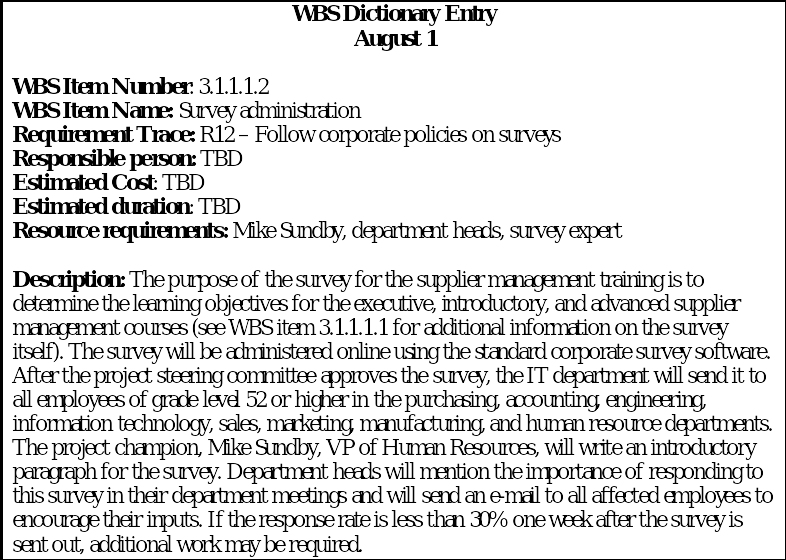 WBS Dictionary Entry
August 1
WBS Item Number: 3.1.1.1.2
WBS Item Name: Survey administration
Requirement Trace: R12 – Follow corporate policies on surveys
Responsible person: TBD
Estimated Cost: TBD
Estimated duration: TBD
Resource requirements: Mike Sundby, department heads, survey expert
Description: The purpose of the survey for the supplier management training is to
determine the learning objectives for the executive, introductory, and advanced supplier
management courses (see WBS item 3.1.1.1.1 for additional information on the survey
itself). The survey will be administered online using the standard corporate survey software.
After the project steering committee approves the survey, the IT department will send it to
all employees of grade level 52 or higher in the purchasing, accounting, engineering,
information technology, sales, marketing, manufacturing, and human resource departments.
The project champion, Mike Sundby, VP of Human Resources, will write an introductory
paragraph for the survey. Department heads will mention the importance of responding to
this survey in their department meetings and will send an e-mail to all affected employees to
encourage their inputs. If the response rate is less than 30% one week after the survey is
sent out, additional work may be required.